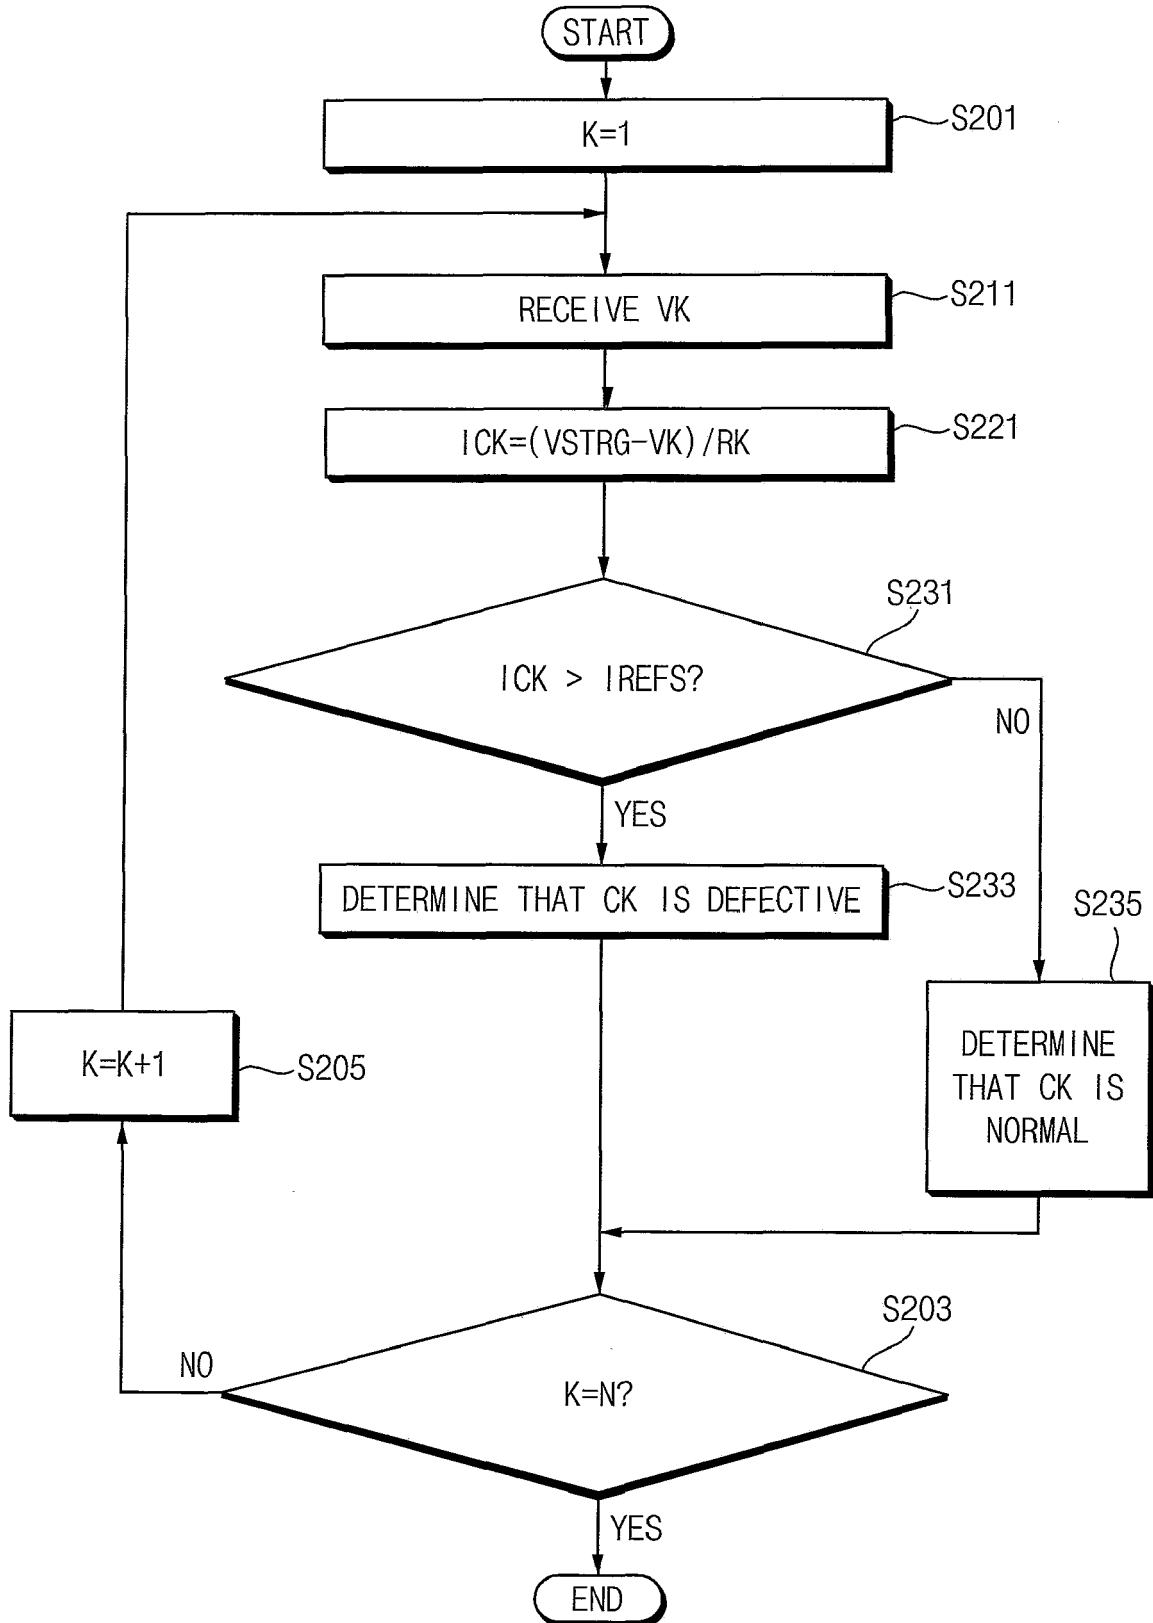 START
K=1
S201
RECEIVE VK
S211
ICK=(VSTRG-VK)/RK
S221
S231
ICK > IREFS?
NO
YES
DETERMINE THAT CK IS DEFECTIVE
S233
S235
DETERMINE
THAT CK IS
NORMAL
K=K+1
S205
S203
NO
K=N?
YES
END